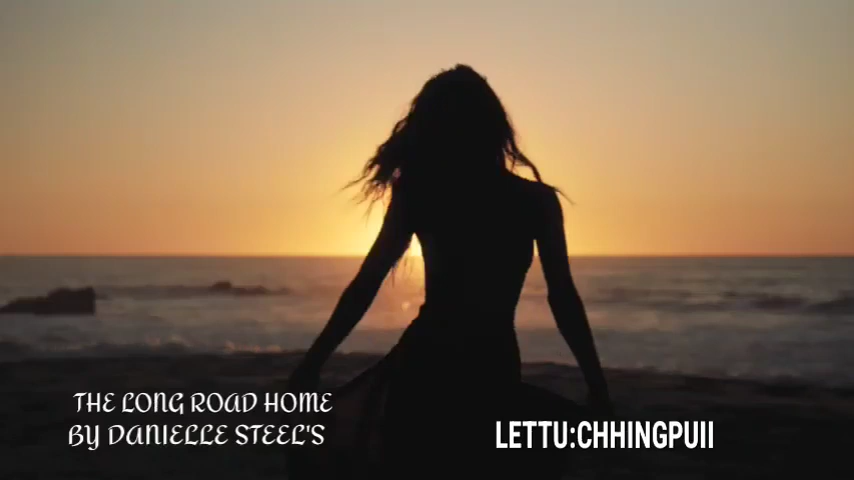 THE LONG ROAD HOME
BY DANIELLE STEEL'S
LETTU:CHHINGPUII